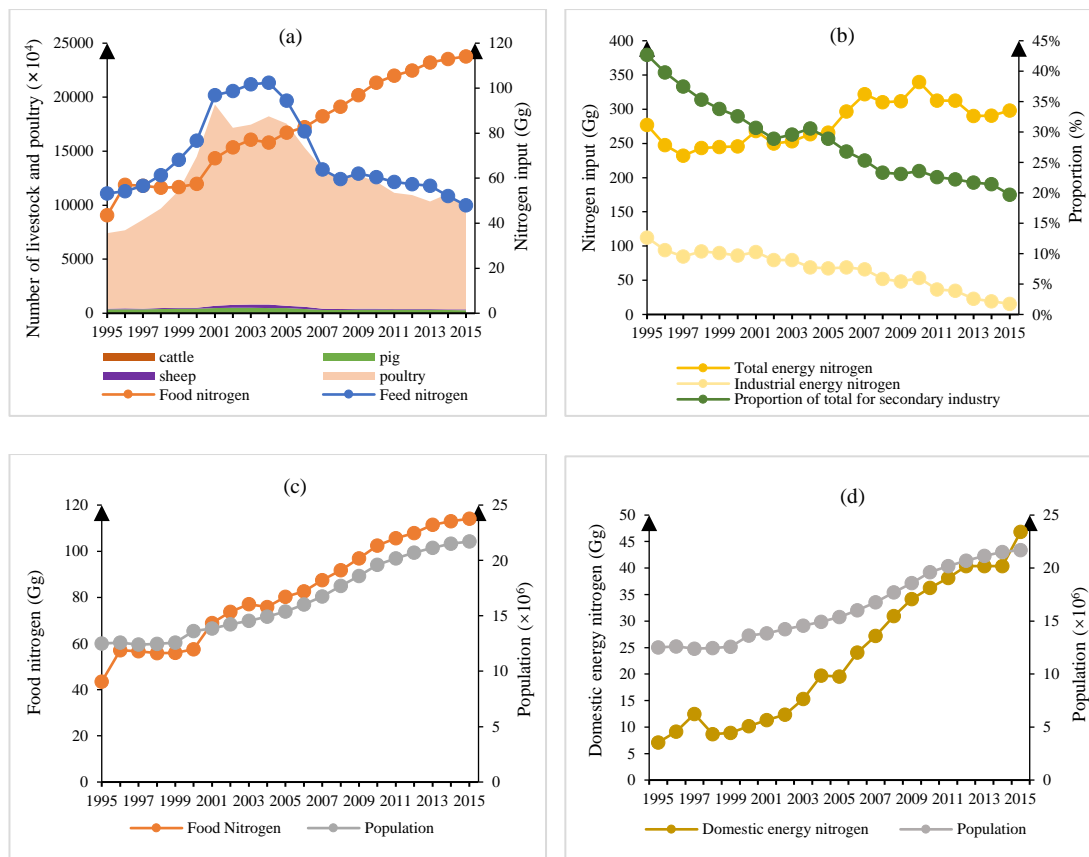 (a)
Number of livestock and poultry (×10⁴)
25000
20000
15000
10000
5000
0
120
100
80
60
40
20
0
Nitrogen input (Gg)
1995 1997 1999 2001 2003 2005 2007 2009 2011 2013 2015
cattle pig
sheep poultry
Food nitrogen Feed nitrogen
(b)
Nitrogen input (Gg)
400
350
300
250
200
150
100
50
0
45%
40%
35%
30%
25%
20%
15%
10%
5%
0%
Proportion (%)
1995 1997 1999 2001 2003 2005 2007 2009 2011 2013 2015
Total energy nitrogen
Industrial energy nitrogen
Proportion of total for secondary industry
(c)
Food nitrogen (Gg)
120
100
80
60
40
20
0
25
20
15
10
5
0
Population (×10⁶)
1995 1997 1999 2001 2003 2005 2007 2009 2011 2013 2015
Food Nitrogen Population
(d)
Domestic energy nitrogen (Gg)
50
45
40
35
30
25
20
15
10
5
0
25
20
15
10
5
0
Population (×10⁶)
1995 1997 1999 2001 2003 2005 2007 2009 2011 2013 2015
Domestic energy nitrogen Population